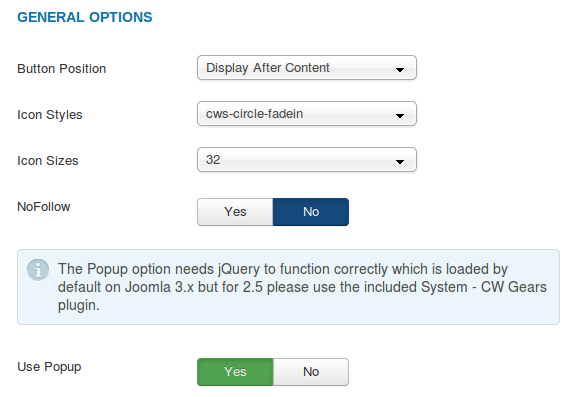 GENERAL OPTIONS
Button Position Display After Content
Icon Styles cws-circle-fadein
Icon Sizes 32
NoFollow Yes No
The Popup option needs jQuery to function correctly which is loaded by
default on Joomla 3.x but for 2.5 please use the included System - CW Gears
plugin.
Use Popup Yes No